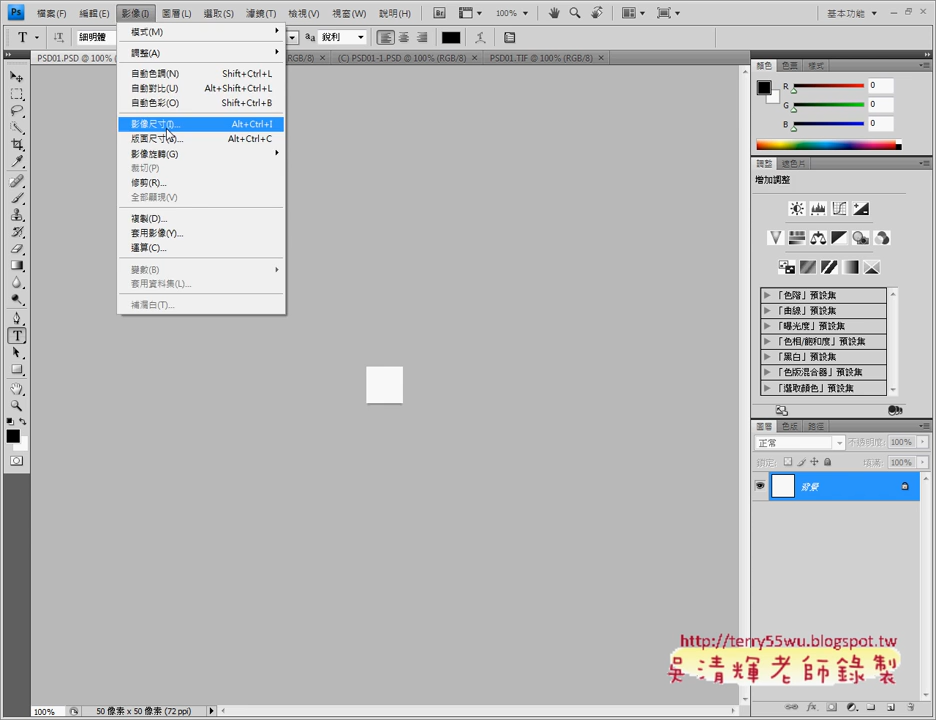 Ps 檔案(F) 編輯(E) 影像(I) 圖層(L) 選取(S) 濾鏡(T) 檢視(V) 視窗(W) 說明(H) Br 100% 基本功能
T 細明體 aa 銳利
PSD01.PSD @ 100% (RGB/8) × (C) PSD01-1.PSD @ 100% (RGB/8) × PSD01.TIF @ 100% (RGB/8) ×
模式(M)
調整(A)
自動色調(N) Shift+Ctrl+L
自動對比(U) Alt+Shift+Ctrl+L
自動色彩(O) Shift+Ctrl+B
影像尺寸(I)... Alt+Ctrl+I
版面尺寸(S)... Alt+Ctrl+C
影像旋轉(G)
裁切(P)
修剪(R)...
全部顯現(V)
複製(D)...
套用影像(Y)...
運算(C)...
變數(B)
套用資料集(L)...
補漏白(T)...
顏色 色票 樣式
R 0
G 0
B 0
調整 遮色片
增加調整
「色階」預設集
「曲線」預設集
「曝光度」預設集
「色相/飽和度」預設集
「黑白」預設集
「色版混合器」預設集
「選取顏色」預設集
圖層 色版 路徑
正常 不透明度: 100%
鎖定: 填滿: 100%
背景
http://terry55wu.blogspot.tw
吳清輝老師錄製
100% 50 像素 x 50 像素 (72 ppi)